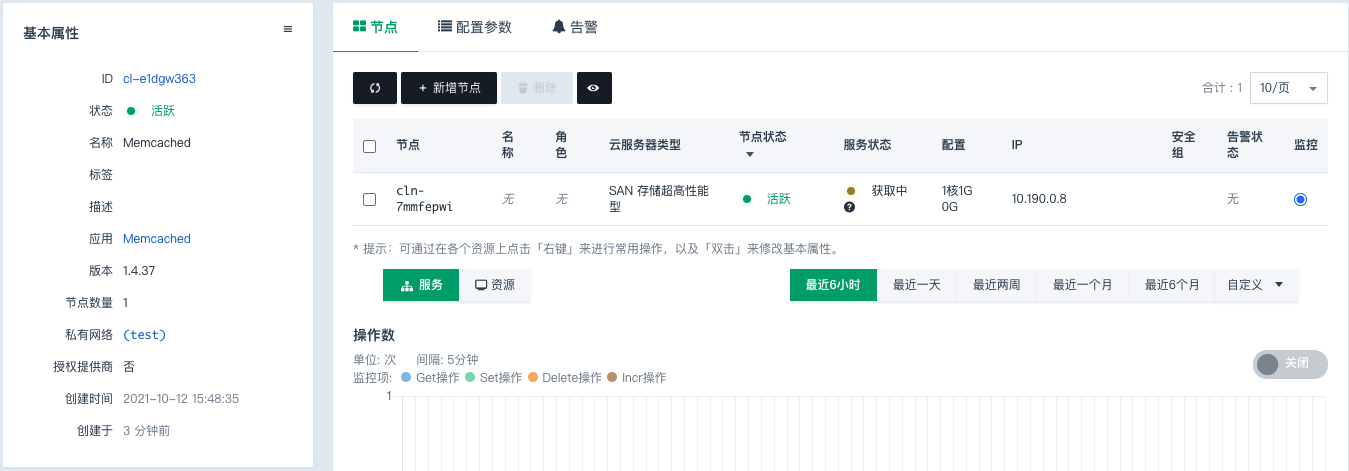 基本属性
ID cl-e1dgw363
状态 活跃
名称 Memcached
标签
描述
应用 Memcached
版本 1.4.37
节点数量 1
私有网络 (test)
授权提供商 否
创建时间 2021-10-12 15:48:35
创建于 3 分钟前
节点 配置参数 告警
+ 新增节点 删除 合计：1 10/页
节点 名称 角色 云服务器类型 节点状态 服务状态 配置 IP 安全组 告警状态 监控
cln-7mmfepwi 无 无 SAN 存储超高性能型 活跃 获取中 1核1G 0G 10.190.0.8 无
* 提示：可通过在各个资源上点击「右键」来进行常用操作，以及「双击」来修改基本属性。
服务 资源 最近6小时 最近一天 最近两周 最近一个月 最近6个月 自定义
操作数
单位: 次 间隔: 5分钟 关闭
监控项: Get操作 Set操作 Delete操作 Incr操作
1